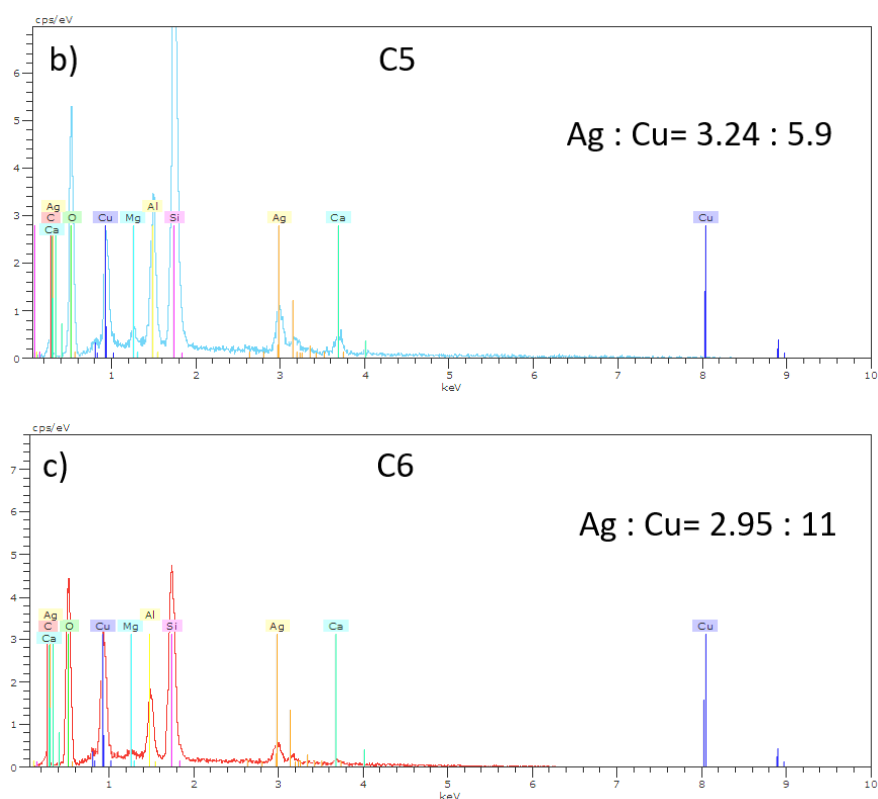 cps/eV
b)
C5
Ag : Cu= 3.24 : 5.9
6
5
4
3
2
1
0
Ag
C
Ca
O
Cu
Mg
Al
Si
Ag
Ca
Cu
1 2 3 4 5 6 7 8 9 10
keV
cps/eV
c)
C6
Ag : Cu= 2.95 : 11
7
6
5
4
3
2
1
0
Ag
C
Ca
O
Cu
Mg
Al
Si
Ag
Ca
Cu
1 2 3 4 5 6 7 8 9 10
keV